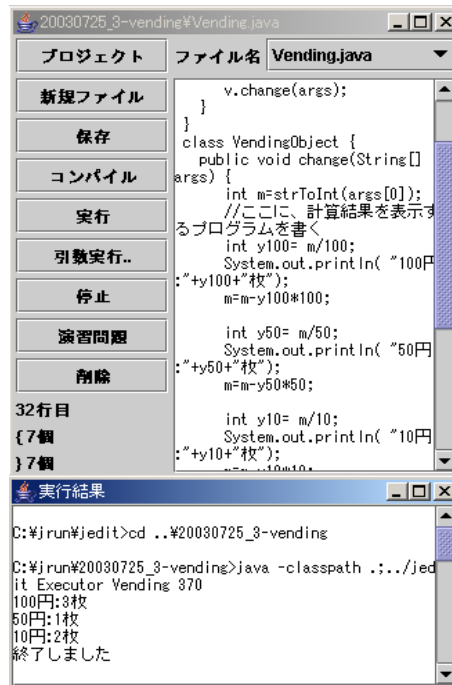 20030725_3-vending¥Vending.java
プロジェクト
ファイル名
Vending.java
新規ファイル
保存
コンパイル
実行
引数実行..
停止
演習問題
削除
32行目
{ 7個
} 7個
v.change(args);
}
}
class VendingObject {
public void change(String[]
args) {
int m=strToInt(args[0]);
//ここに、計算結果を表示す
るプログラムを書く
int y100= m/100;
System.out.println( "100円
:"+y100+"枚");
m=m-y100*100;
int y50= m/50;
System.out.println( "50円
:"+y50+"枚");
m=m-y50*50;
int y10= m/10;
System.out.println( "10円
:"+y10+"枚");
m=m-y10*10;
実行結果
C:¥jrun¥jedit>cd ..¥20030725_3-vending
C:¥jrun¥20030725_3-vending>java -classpath .;../jed
it Executor Vending 370
100円:3枚
50円:1枚
10円:2枚
終了しました